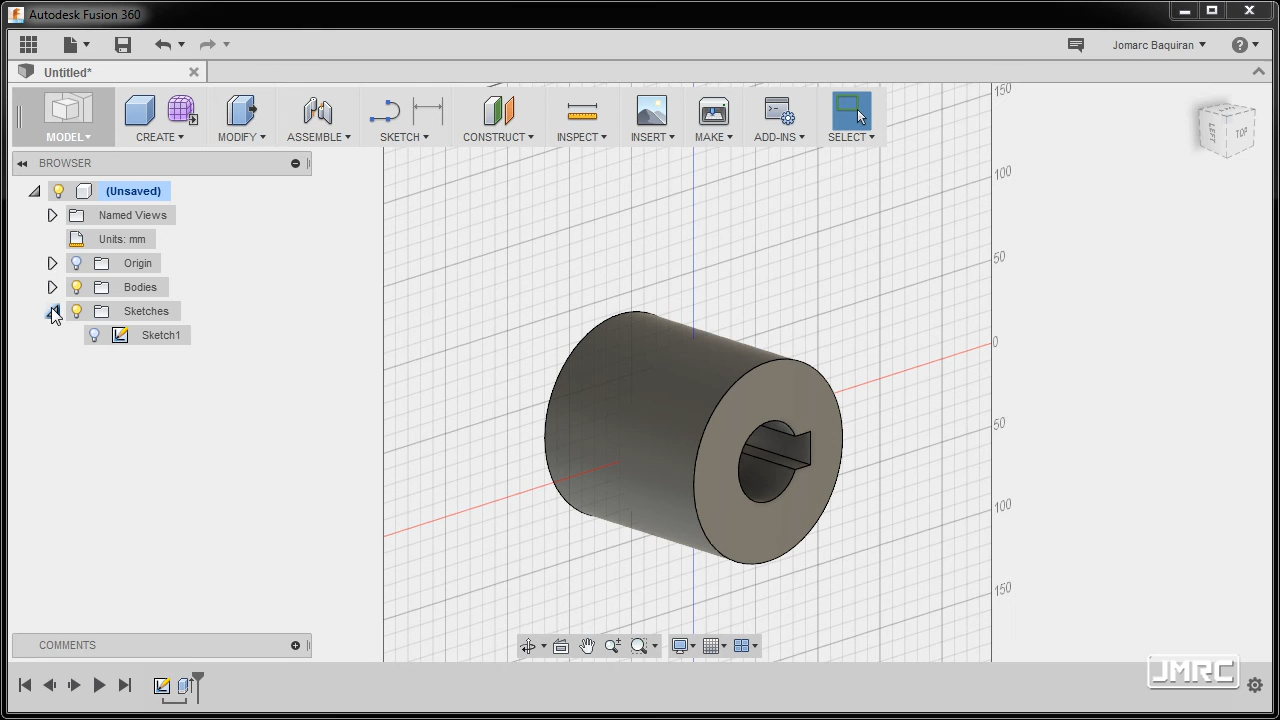 Autodesk Fusion 360
Jomarc Baquiran
Untitled*
MODEL
CREATE
MODIFY
ASSEMBLE
SKETCH
CONSTRUCT
INSPECT
INSERT
MAKE
ADD-INS
SELECT
BROWSER
(Unsaved)
Named Views
Units: mm
Origin
Bodies
Sketches
Sketch1
LEFT
TOP
150
100
50
0
50
100
150
COMMENTS
JMRC